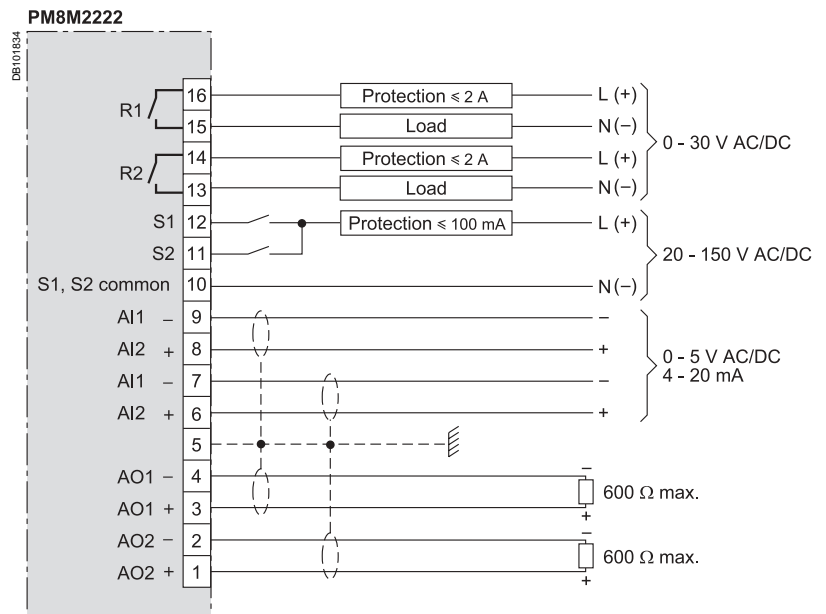 PM8M2222
DB101834
R1
16
Protection ≤ 2 A
L (+)
15
Load
N (–)
0 - 30 V AC/DC
R2
14
Protection ≤ 2 A
L (+)
13
Load
N (–)
S1
12
Protection ≤ 100 mA
L (+)
S2
11
20 - 150 V AC/DC
S1, S2 common
10
N (–)
AI1 –
9
–
AI2 +
8
+
0 - 5 V AC/DC
4 - 20 mA
AI1 –
7
–
AI2 +
6
+
5
AO1 –
4
–
600 Ω max.
AO1 +
3
+
AO2 –
2
–
600 Ω max.
AO2 +
1
+